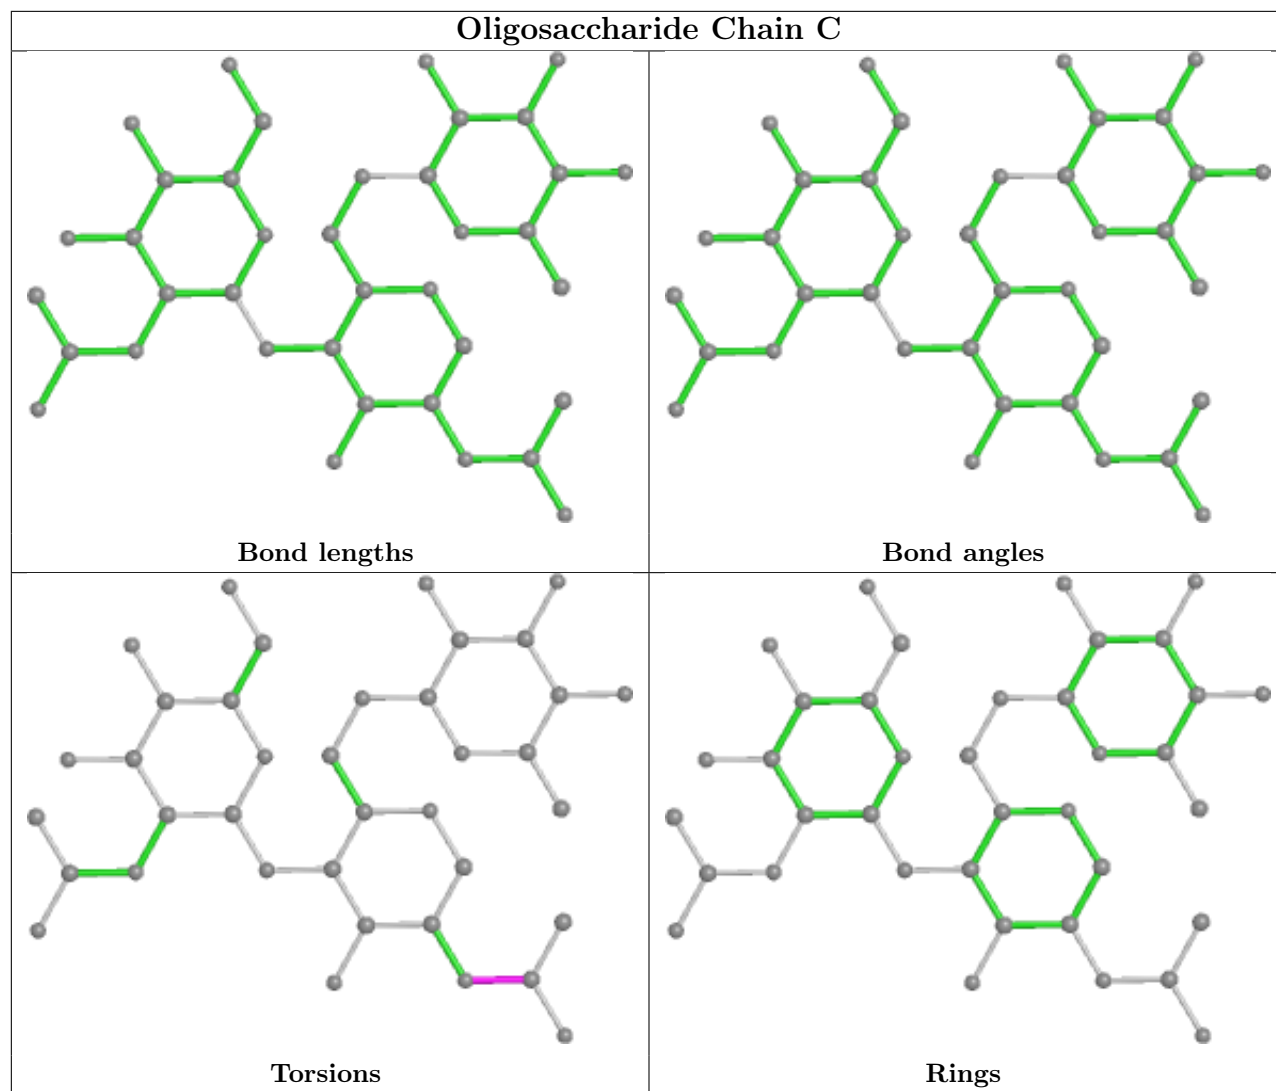 Oligosaccharide Chain C
Bond lengths
Bond angles
Torsions
Rings